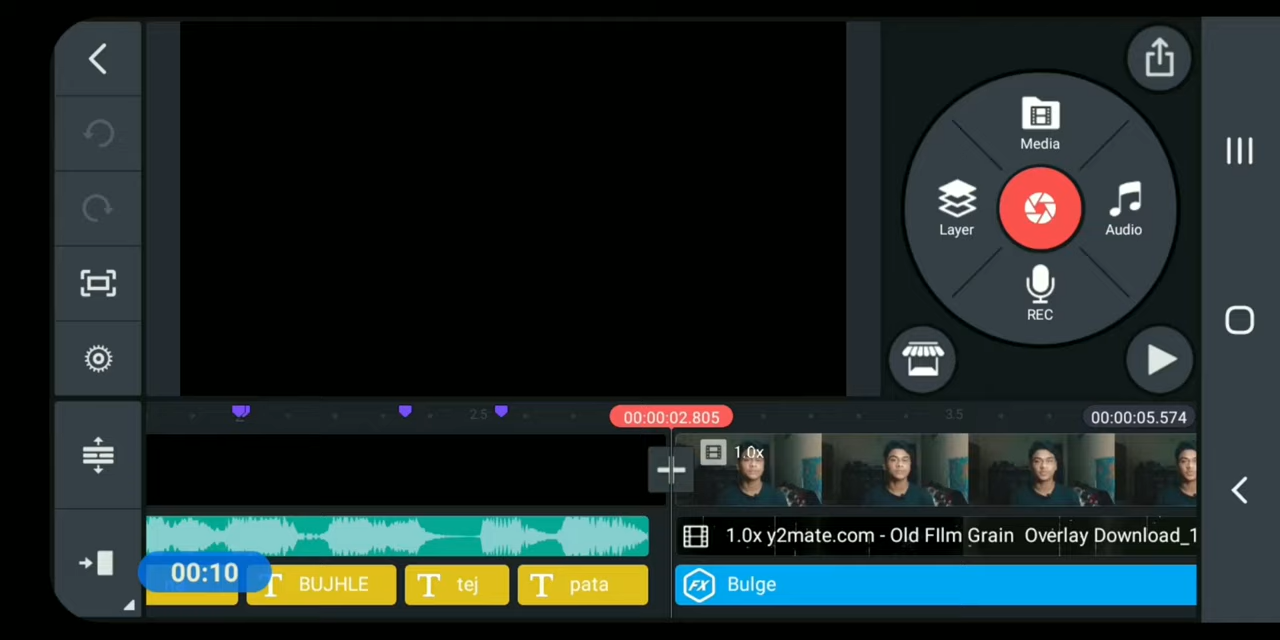 Media
Layer
Audio
REC
2.5
00:00:02.805
3.5
00:00:05.574
1.0x
1.0x y2mate.com - Old FIlm Grain Overlay Download_1
00:10
T BUJHLE
T tej
T pata
FX Bulge